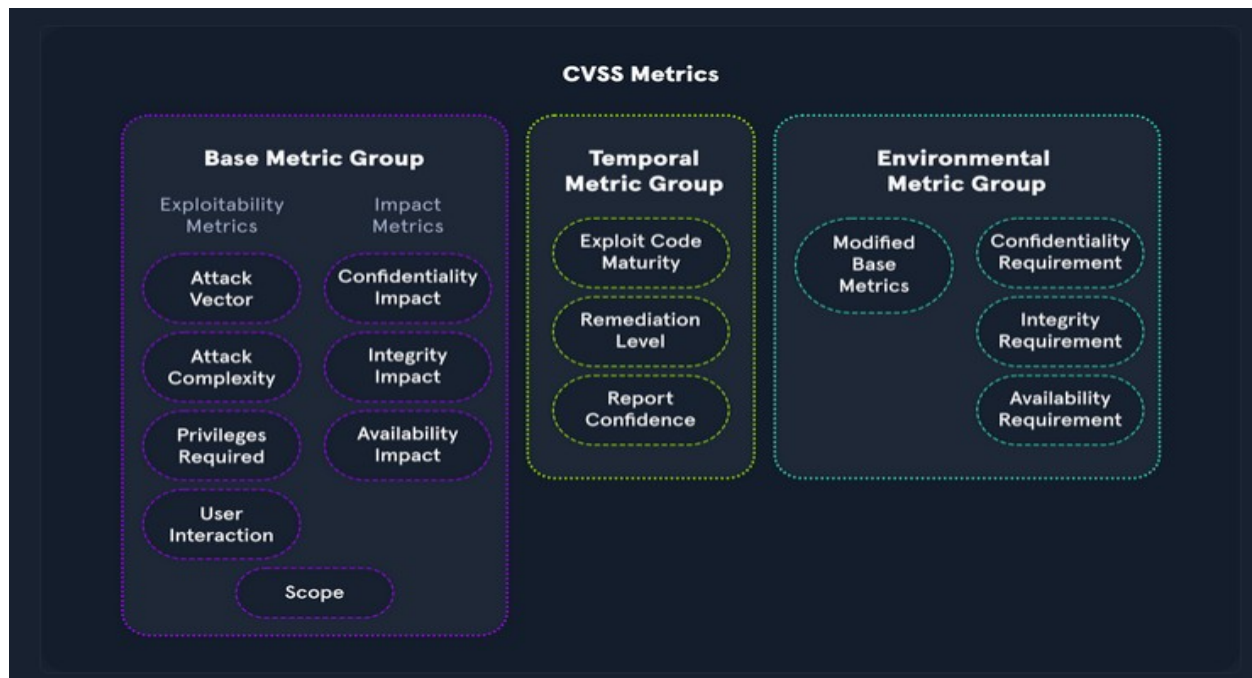 CVSS Metrics
Base Metric Group
Exploitability
Metrics
Impact
Metrics
Attack
Vector
Confidentiality
Impact
Attack
Complexity
Integrity
Impact
Privileges
Required
Availability
Impact
User
Interaction
Scope
Temporal
Metric Group
Exploit Code
Maturity
Remediation
Level
Report
Confidence
Environmental
Metric Group
Modified
Base
Metrics
Confidentiality
Requirement
Integrity
Requirement
Availability
Requirement